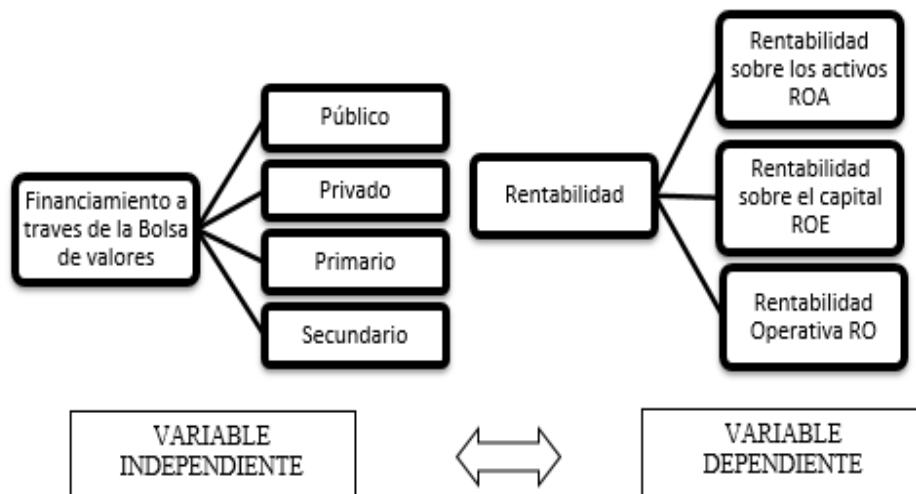 Financiamiento a
traves de la Bolsa
de valores
Público
Privado
Primario
Secundario
Rentabilidad
Rentabilidad
sobre los activos
ROA
Rentabilidad
sobre el capital
ROE
Rentabilidad
Operativa RO
VARIABLE
INDEPENDIENTE
VARIABLE
DEPENDIENTE